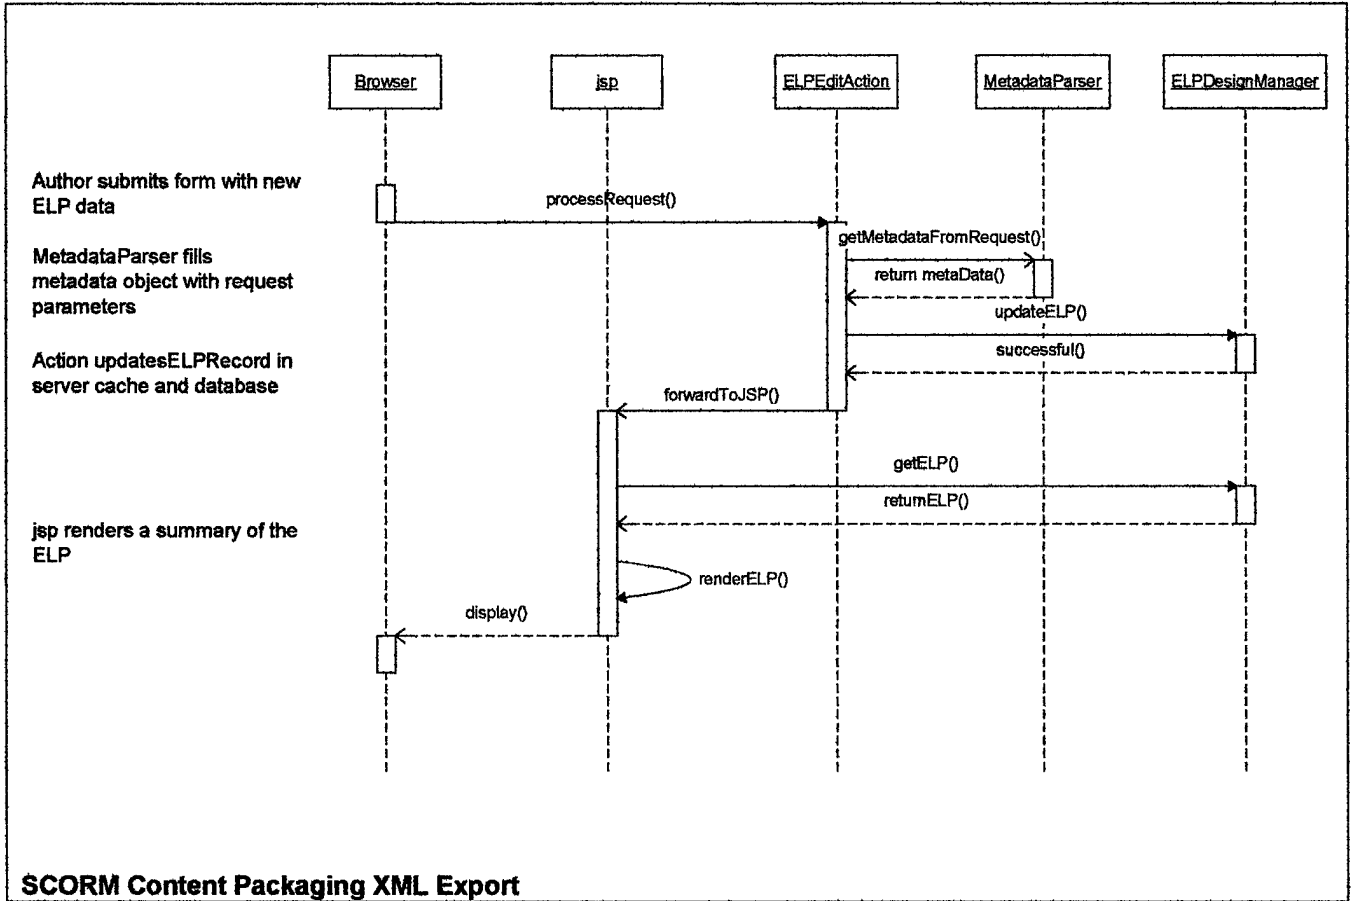 Browser
jsp
ELPEditAction
MetadataParser
ELPDesignManager
Author submits form with new
ELP data
processRequest()
MetadataParser fills
metadata object with request
parameters
getMetadataFromRequest()
return metaData()
updateELP()
Action updatesELPRecord in
server cache and database
successful()
forwardToJSP()
getELP()
returnELP()
jsp renders a summary of the
ELP
renderELP()
display()
SCORM Content Packaging XML Export